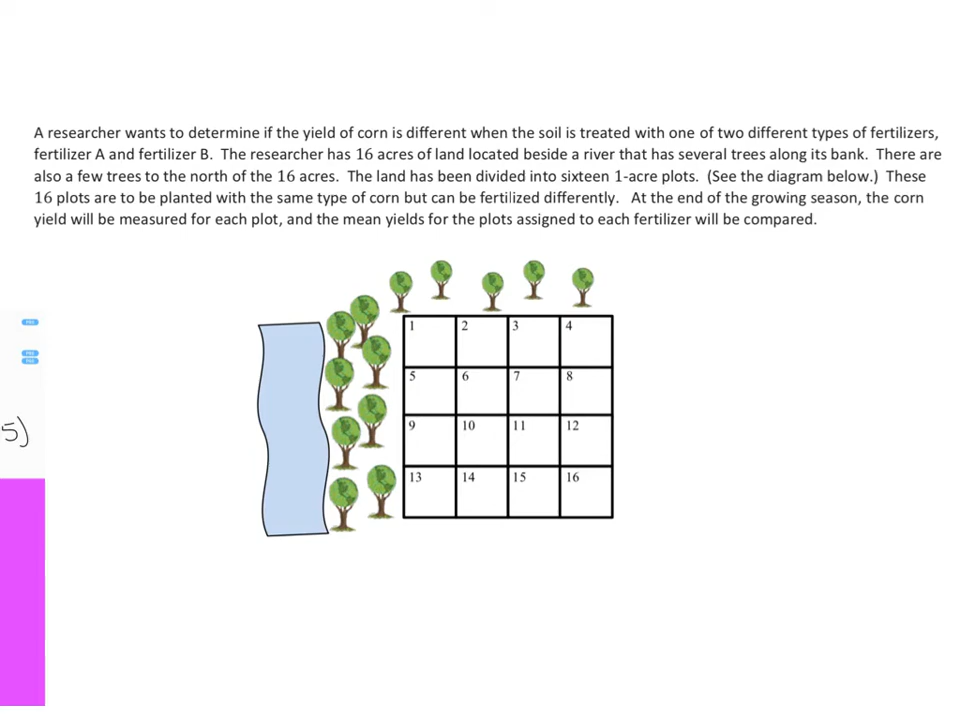 A researcher wants to determine if the yield of corn is different when the soil is treated with one of two different types of fertilizers,
fertilizer A and fertilizer B. The researcher has 16 acres of land located beside a river that has several trees along its bank. There are
also a few trees to the north of the 16 acres. The land has been divided into sixteen 1-acre plots. (See the diagram below.) These
16 plots are to be planted with the same type of corn but can be fertilized differently. At the end of the growing season, the corn
yield will be measured for each plot, and the mean yields for the plots assigned to each fertilizer will be compared.
1 2 3 4
5 6 7 8
9 10 11 12
5)
13 14 15 16